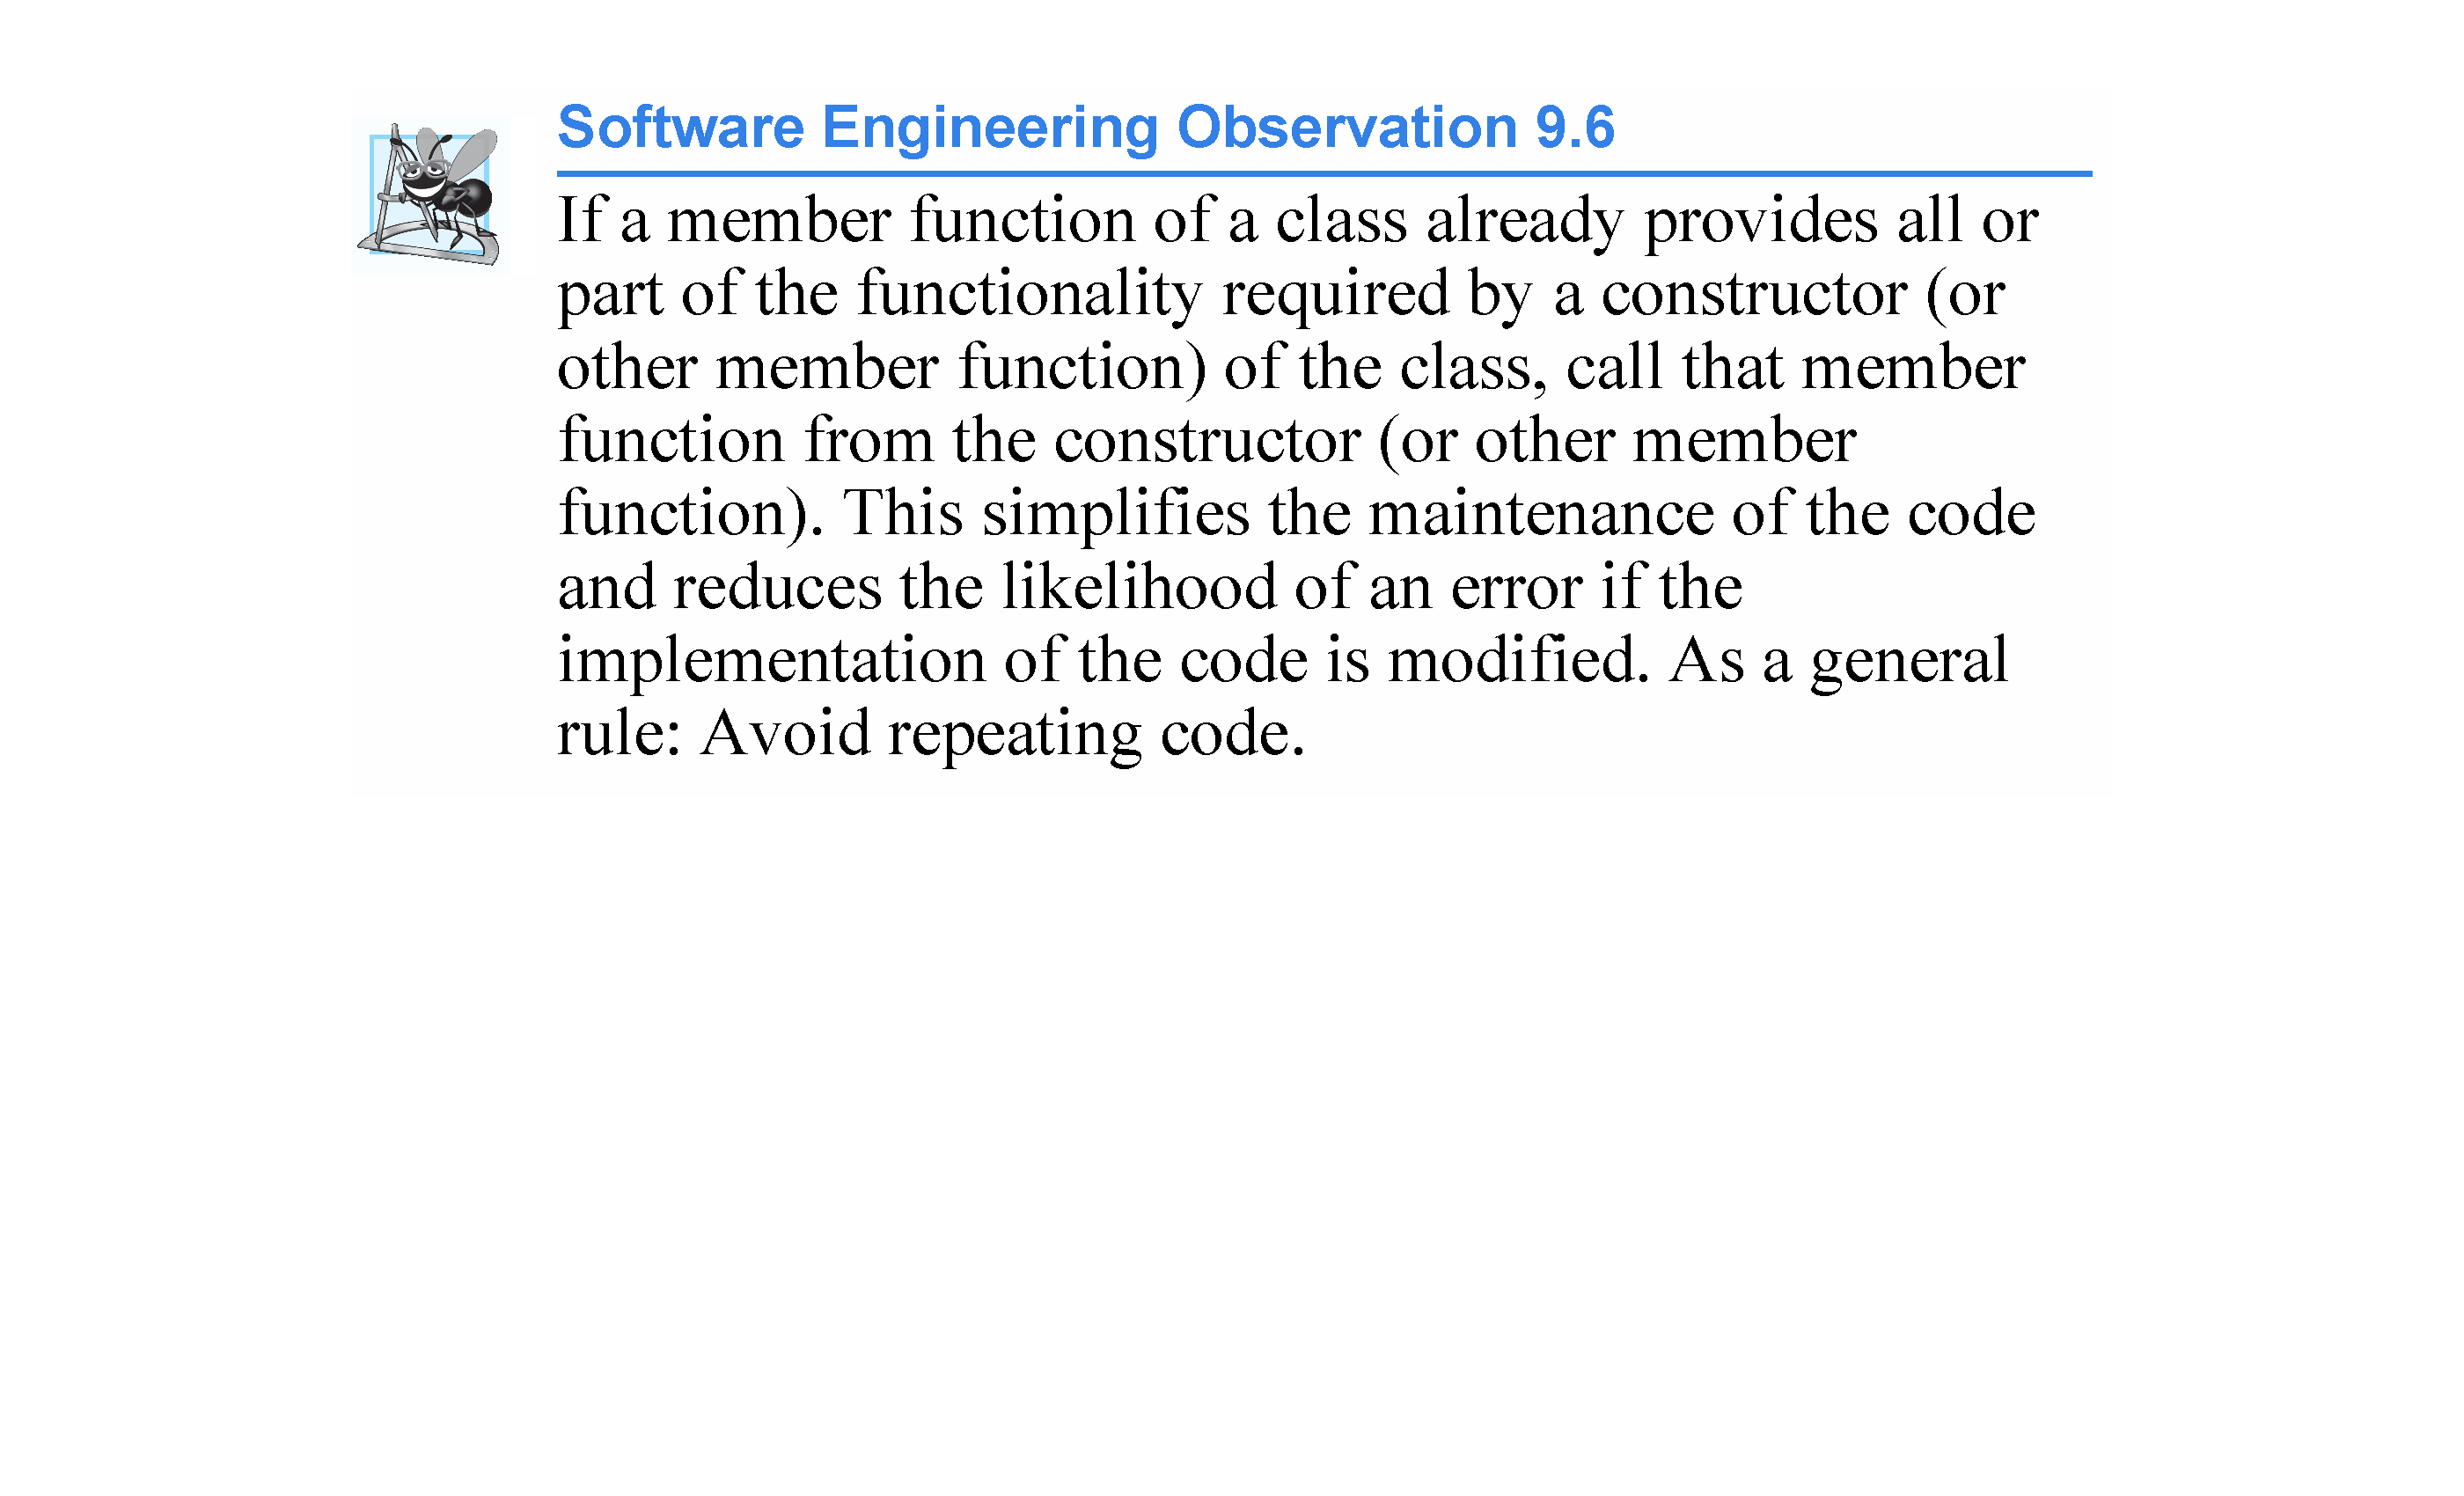 Software Engineering Observation 9.6
If a member function of a class already provides all or
part of the functionality required by a constructor (or
other member function) of the class, call that member
function from the constructor (or other member
function). This simplifies the maintenance of the code
and reduces the likelihood of an error if the
implementation of the code is modified. As a general
rule: Avoid repeating code.